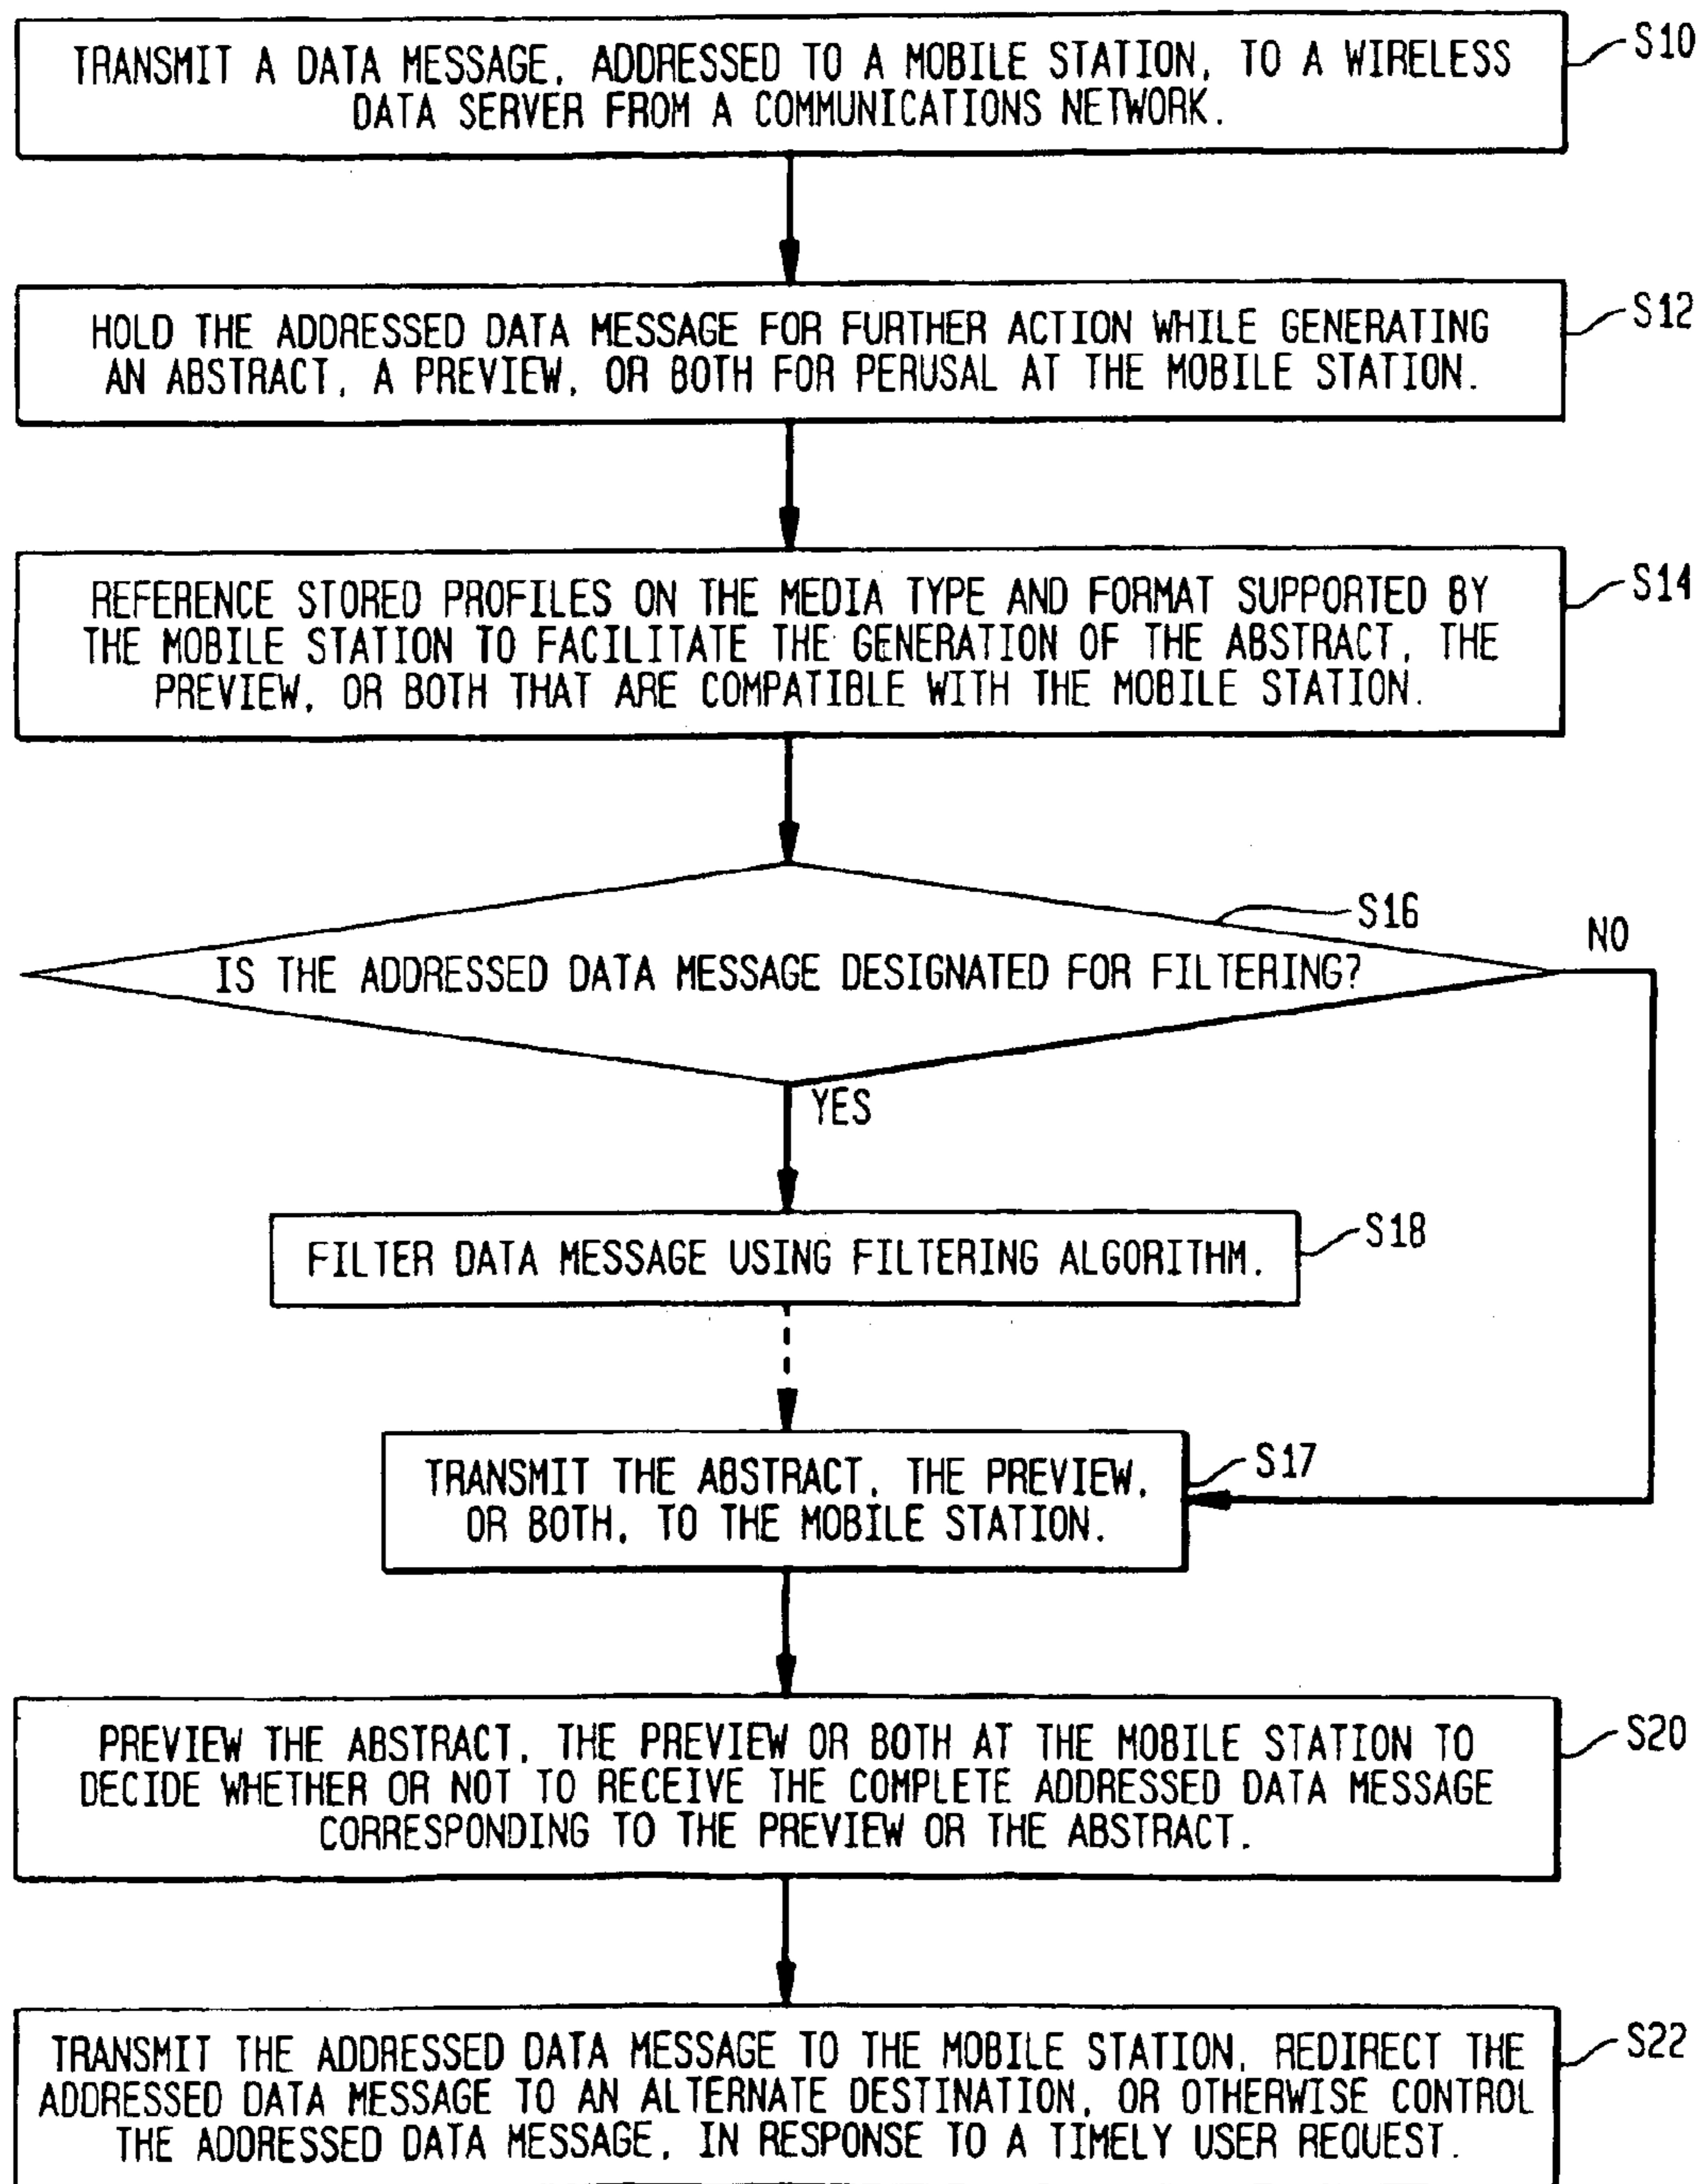 TRANSMIT A DATA MESSAGE, ADDRESSED TO A MOBILE STATION, TO A WIRELESS
DATA SERVER FROM A COMMUNICATIONS NETWORK.
S10
HOLD THE ADDRESSED DATA MESSAGE FOR FURTHER ACTION WHILE GENERATING
AN ABSTRACT, A PREVIEW, OR BOTH FOR PERUSAL AT THE MOBILE STATION.
S12
REFERENCE STORED PROFILES ON THE MEDIA TYPE AND FORMAT SUPPORTED BY
THE MOBILE STATION TO FACILITATE THE GENERATION OF THE ABSTRACT, THE
PREVIEW, OR BOTH THAT ARE COMPATIBLE WITH THE MOBILE STATION.
S14
S16
NO
IS THE ADDRESSED DATA MESSAGE DESIGNATED FOR FILTERING?
YES
FILTER DATA MESSAGE USING FILTERING ALGORITHM.
S18
TRANSMIT THE ABSTRACT, THE PREVIEW,
OR BOTH, TO THE MOBILE STATION.
S17
PREVIEW THE ABSTRACT, THE PREVIEW OR BOTH AT THE MOBILE STATION TO
DECIDE WHETHER OR NOT TO RECEIVE THE COMPLETE ADDRESSED DATA MESSAGE
CORRESPONDING TO THE PREVIEW OR THE ABSTRACT.
S20
TRANSMIT THE ADDRESSED DATA MESSAGE TO THE MOBILE STATION, REDIRECT THE
ADDRESSED DATA MESSAGE TO AN ALTERNATE DESTINATION, OR OTHERWISE CONTROL
THE ADDRESSED DATA MESSAGE, IN RESPONSE TO A TIMELY USER REQUEST.
S22